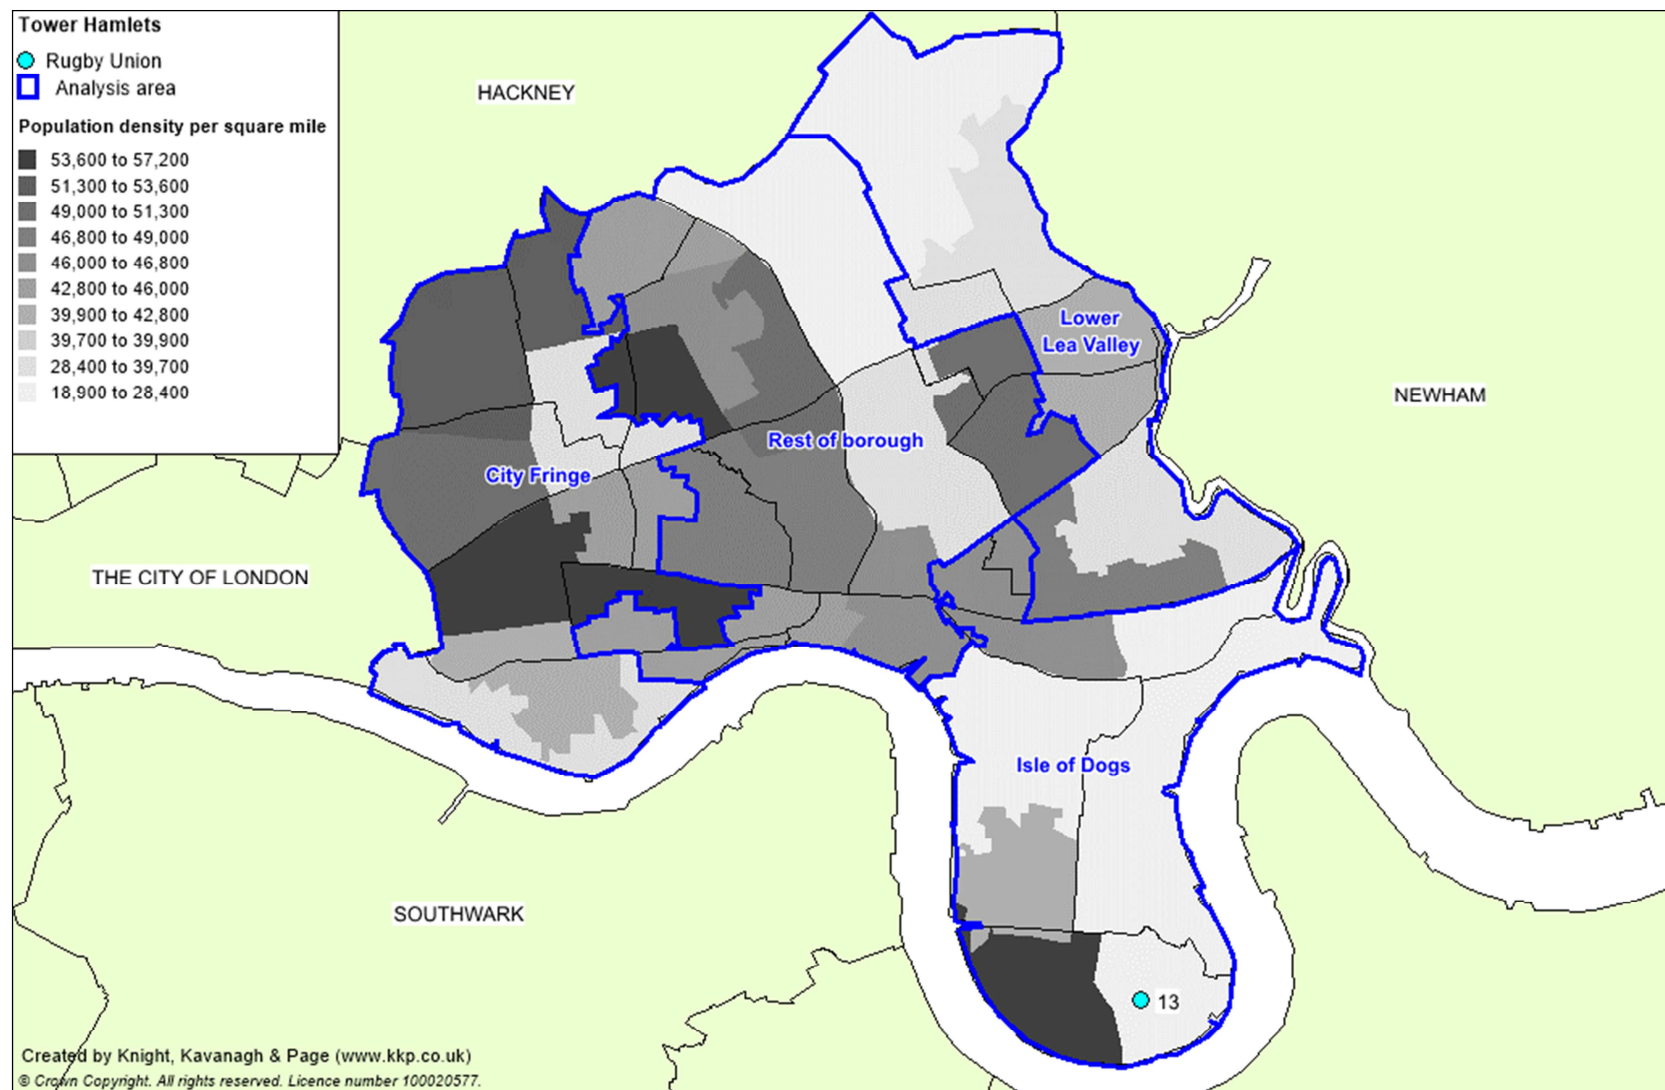 Tower Hamlets
Rugby Union
Analysis area
Population density per square mile
53,600 to 57,200
51,300 to 53,600
49,000 to 51,300
46,800 to 49,000
46,000 to 46,800
42,800 to 46,000
39,900 to 42,800
39,700 to 39,900
28,400 to 39,700
18,900 to 28,400
HACKNEY
Lower
Lea Valley
NEWHAM
Rest of borough
City Fringe
THE CITY OF LONDON
Isle of Dogs
SOUTHWARK
13
Created by Knight, Kavanagh & Page (www.kkp.co.uk)
© Crown Copyright. All rights reserved. Licence number 100020577.